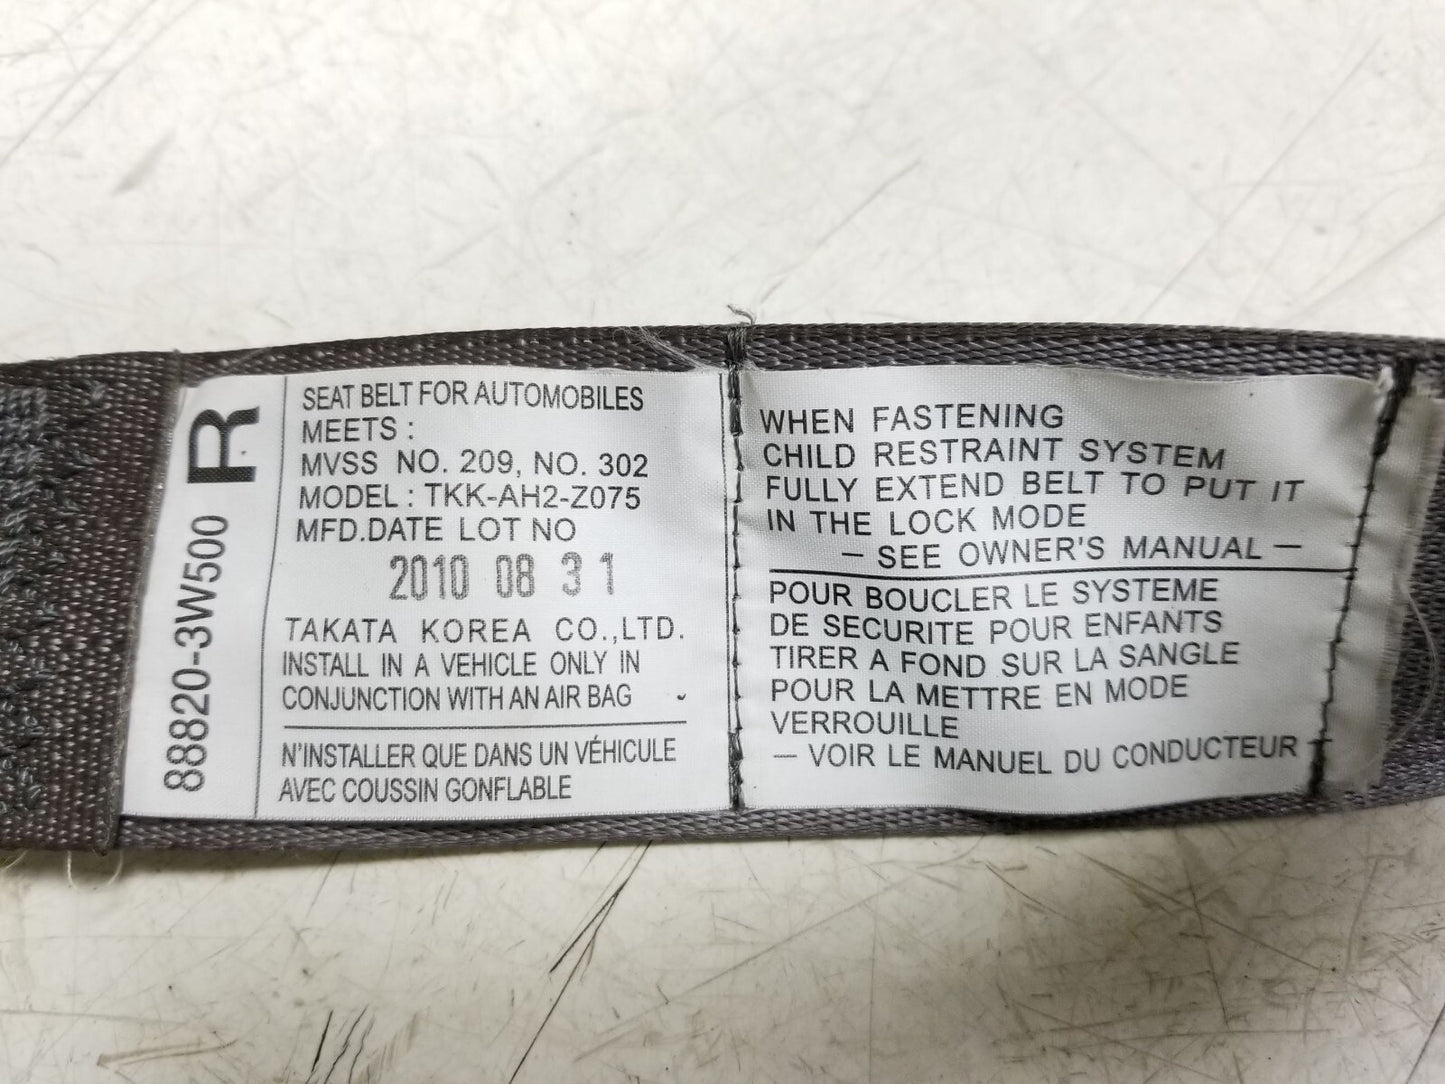 88820-3W500 R
SEAT BELT FOR AUTOMOBILES
MEETS :
MVSS NO. 209, NO. 302
MODEL : TKK-AH2-Z075
MFD.DATE LOT NO
2010 08 31
TAKATA KOREA CO.,LTD.
INSTALL IN A VEHICLE ONLY IN
CONJUNCTION WITH AN AIR BAG
N'INSTALLER QUE DANS UN VÉHICULE
AVEC COUSSIN GONFLABLE
WHEN FASTENING
CHILD RESTRAINT SYSTEM
FULLY EXTEND BELT TO PUT IT
IN THE LOCK MODE
— SEE OWNER'S MANUAL —
POUR BOUCLER LE SYSTEME
DE SECURITE POUR ENFANTS
TIRER A FOND SUR LA SANGLE
POUR LA METTRE EN MODE
VERROUILLE
— VOIR LE MANUEL DU CONDUCTEUR —